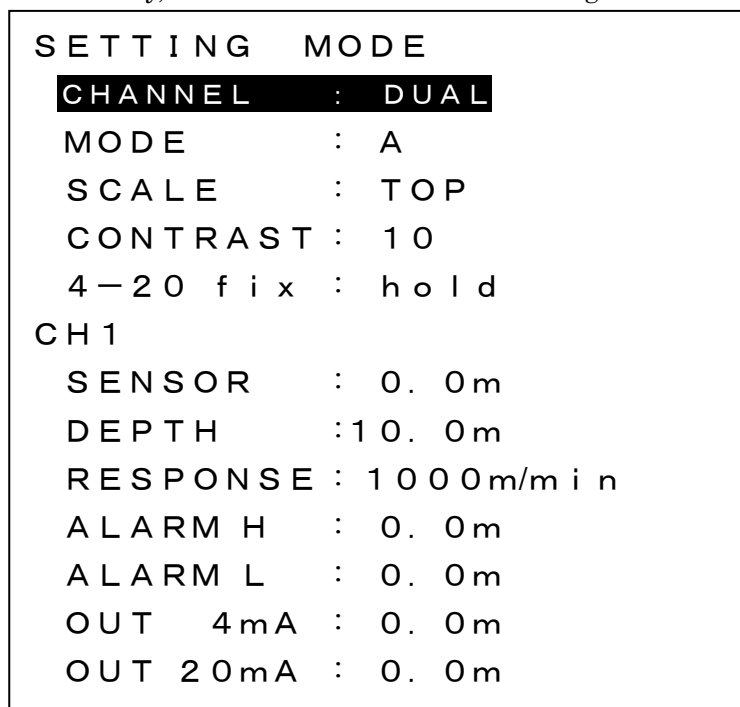 SETTING MODE
CHANNEL : DUAL
MODE : A
SCALE : TOP
CONTRAST : 10
4-20 fix : hold
CH1
SENSOR : 0.0m
DEPTH :10.0m
RESPONSE : 1000m/min
ALARM H : 0.0m
ALARM L : 0.0m
OUT 4mA : 0.0m
OUT 20mA : 0.0m